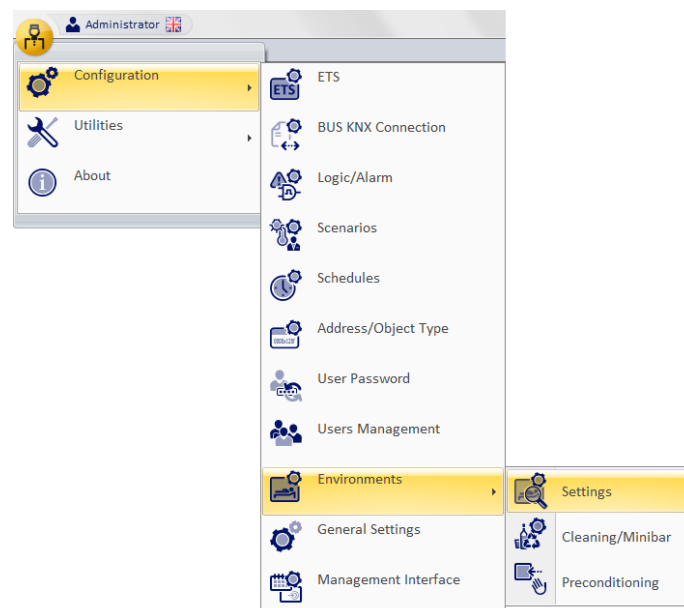 Administrator
Configuration
Utilities
About
ETS
ETS
BUS KNX Connection
Logic/Alarm
Scenarios
Schedules
Address/Object Type
User Password
Users Management
Environments
General Settings
Management Interface
Settings
Cleaning/Minibar
Preconditioning